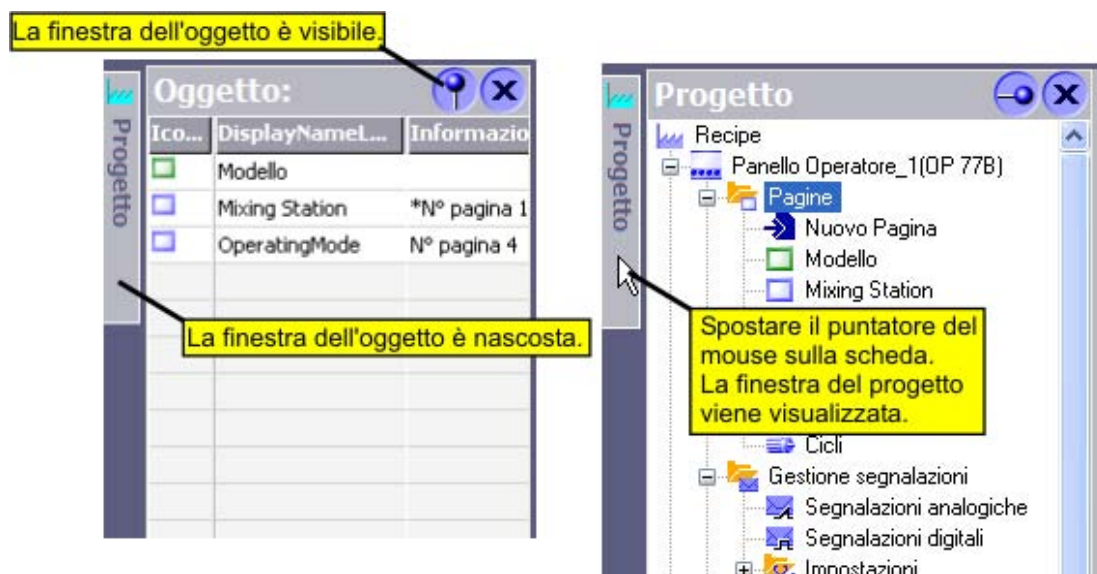 La finestra dell'oggetto è visibile.
Progetto
Oggetto:
Ico... DisplayNameL... Informazio
Modello
Mixing Station *N° pagina 1
OperatingMode N° pagina 4
La finestra dell'oggetto è nascosta.
Progetto
Progetto
Recipe
Panello Operatore_1(OP 77B)
Pagine
Nuovo Pagina
Modello
Mixing Station
Spostare il puntatore del
mouse sulla scheda.
La finestra del progetto
viene visualizzata.
Cicli
Gestione segnalazioni
Segnalazioni analogiche
Segnalazioni digitali
Impostazioni